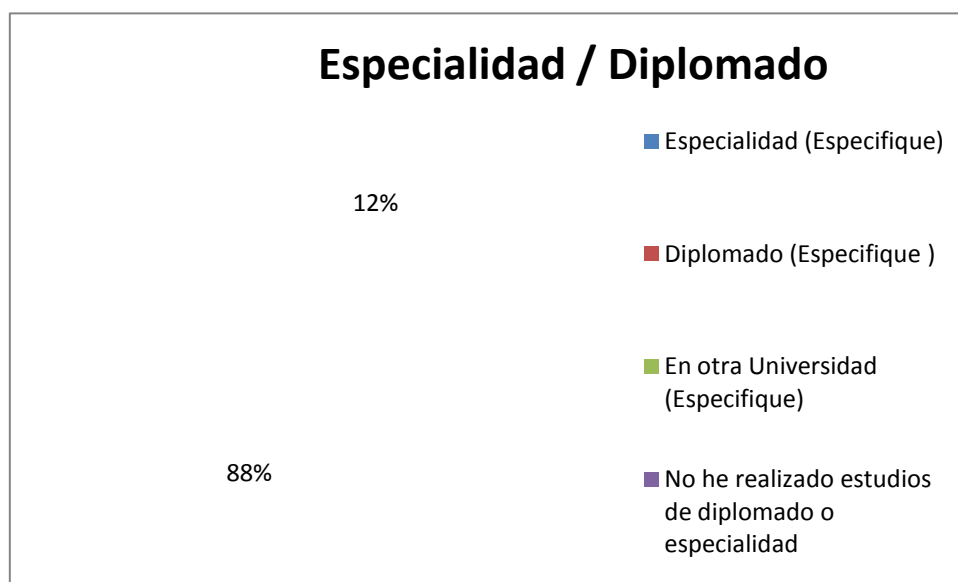 Especialidad / Diplomado
Especialidad (Especifique)
12%
Diplomado (Especifique )
En otra Universidad
(Especifique)
88%
No he realizado estudios
de diplomado o
especialidad